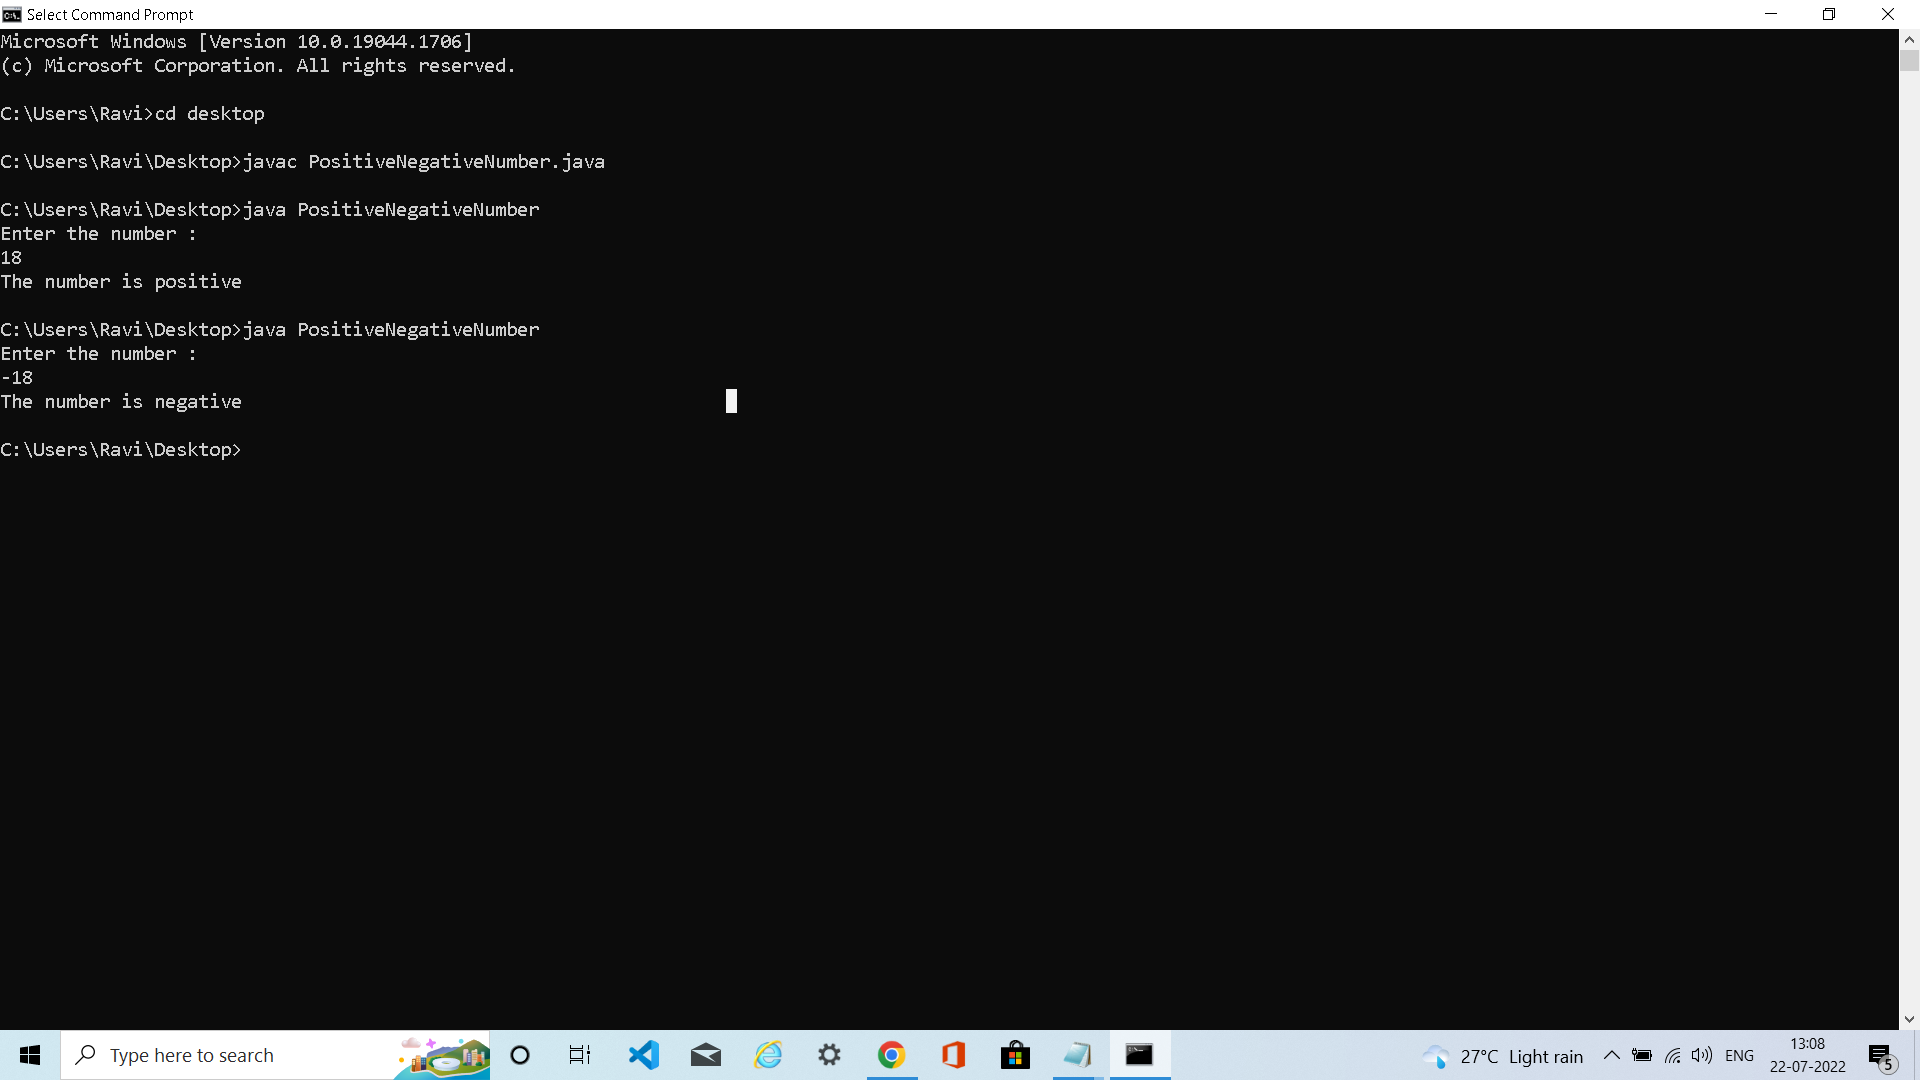 Select Command Prompt
Microsoft Windows [Version 10.0.19044.1706]
(c) Microsoft Corporation. All rights reserved.
C:\Users\Ravi>cd desktop
C:\Users\Ravi\Desktop>javac PositiveNegativeNumber.java
C:\Users\Ravi\Desktop>java PositiveNegativeNumber
Enter the number :
18
The number is positive
C:\Users\Ravi\Desktop>java PositiveNegativeNumber
Enter the number :
-18
The number is negative
C:\Users\Ravi\Desktop>
Type here to search
27°C Light rain
ENG
13:08
22-07-2022
5